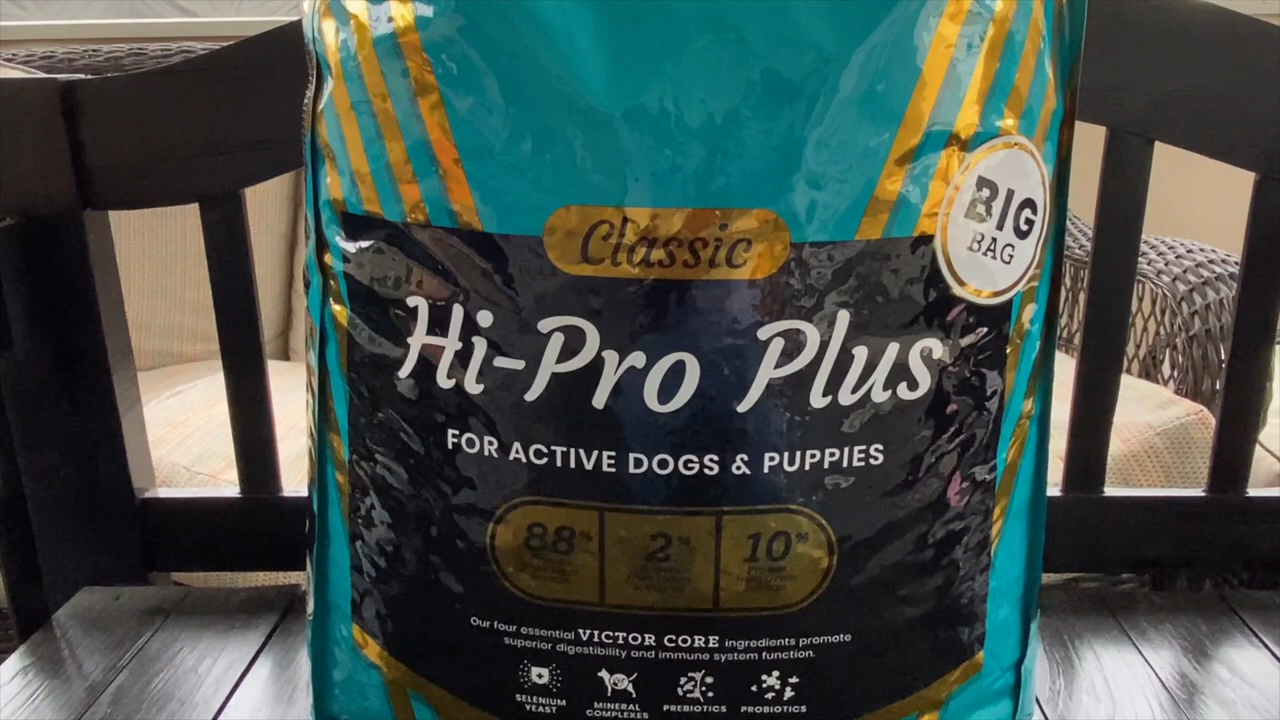 Classic
BIG
BAG
Hi-Pro Plus
FOR ACTIVE DOGS & PUPPIES
88% 2% 10%
Our four essential VICTOR CORE ingredients promote
superior digestibility and immune system function.
SELENIUM YEAST
MINERAL COMPLEXES
PREBIOTICS
PROBIOTICS